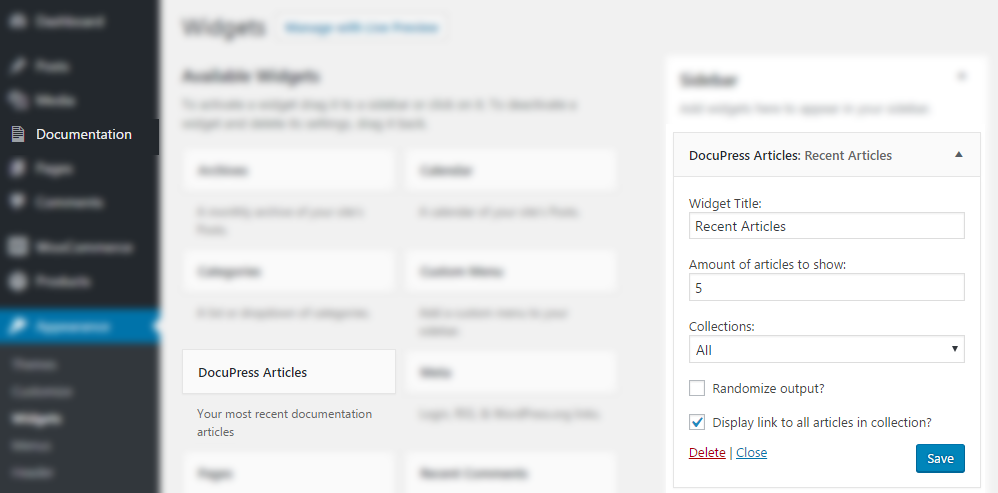 Dashboard
Widgets
Manage with Live Preview
Posts
Media
Documentation
Pages
Comments
WooCommerce
Products
Appearance
Themes
Customize
Widgets
Menus
Header
Available Widgets
To activate a widget drag it to a sidebar or click on it. To deactivate a
widget and delete its settings, drag it back.
Archives
A monthly archive of your site's
Posts.
Calendar
A calendar of your site's Posts.
Categories
A list or dropdown of categories.
Custom Menu
Add a custom menu to your
sidebar.
DocuPress Articles
Your most recent documentation
articles
Meta
Login, RSS, & WordPress.org links.
Pages
Recent Comments
Sidebar
Add widgets here to appear in your sidebar.
DocuPress Articles: Recent Articles
Widget Title:
Recent Articles
Amount of articles to show:
5
Collections:
All
Randomize output?
Display link to all articles in collection?
Delete | Close
Save